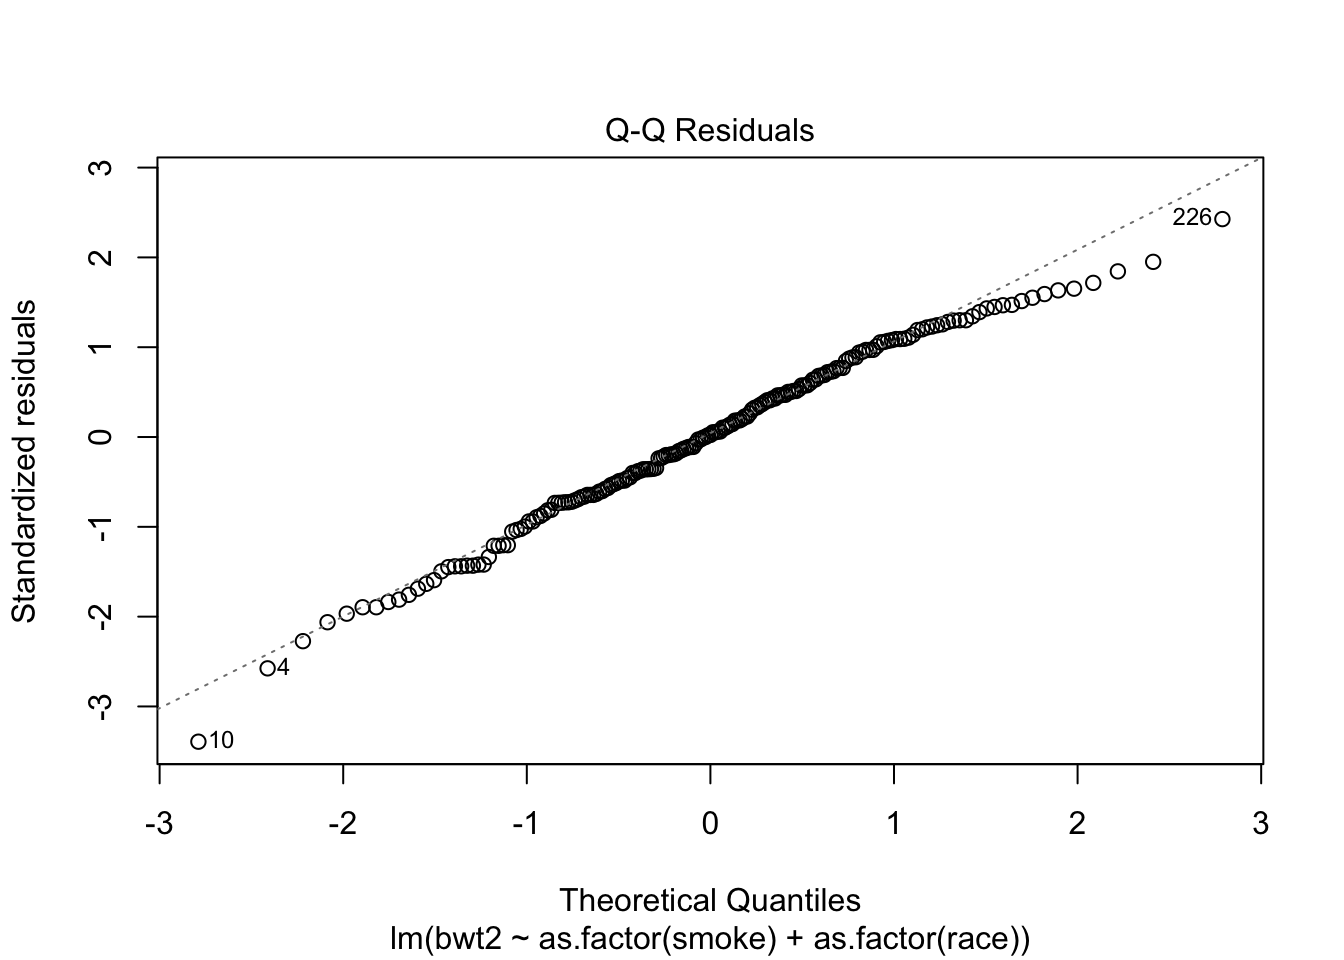 Q-Q Residuals
3
2
1
0
-1
-2
-3
Standardized residuals
226
4
10
-3 -2 -1 0 1 2 3
Theoretical Quantiles
lm(bwt2 ~ as.factor(smoke) + as.factor(race))